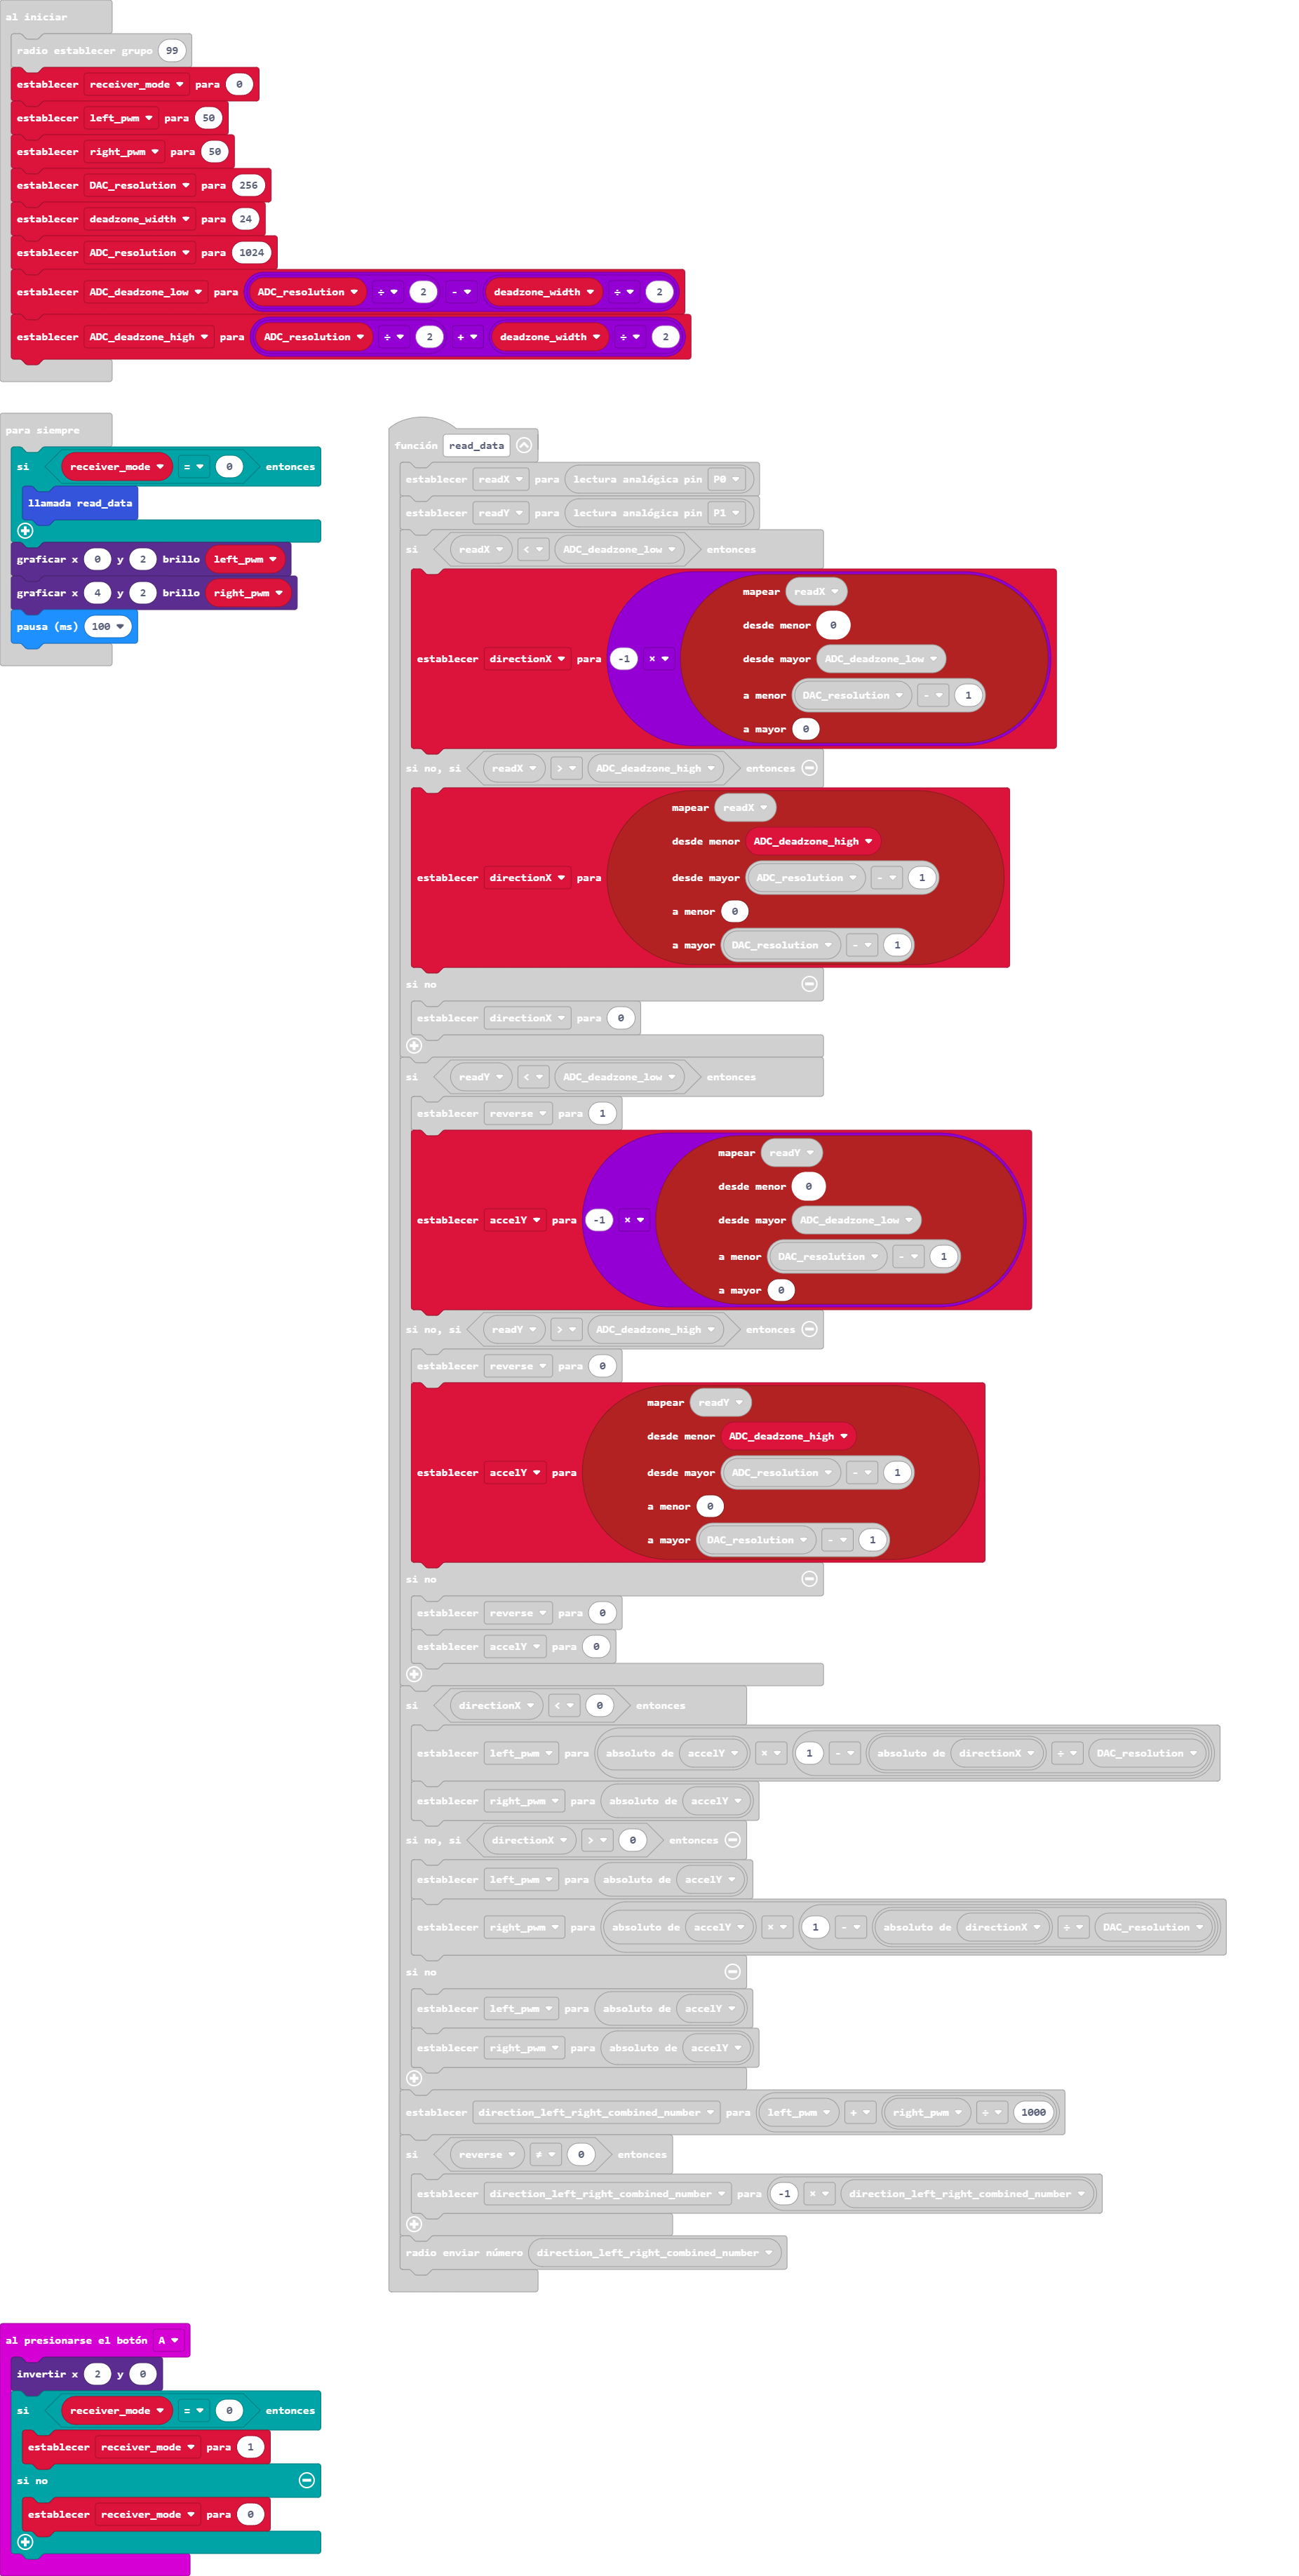 al iniciar
radio establecer grupo 99
establecer receiver_mode para 0
establecer left_pwm para 50
establecer right_pwm para 50
establecer DAC_resolution para 256
establecer deadzone_width para 24
establecer ADC_resolution para 1024
establecer ADC_deadzone_low para ADC_resolution ÷ 2 - deadzone_width ÷ 2
establecer ADC_deadzone_high para ADC_resolution ÷ 2 + deadzone_width ÷ 2
para siempre
si receiver_mode = 0 entonces
llamada read_data
graficar x 0 y 2 brillo left_pwm
graficar x 4 y 2 brillo right_pwm
pausa (ms) 100
función read_data
establecer readX para lectura analógica pin P0
establecer readY para lectura analógica pin P1
si readX < ADC_deadzone_low entonces
mapear readX
desde menor 0
establecer directionX para -1 × desde mayor ADC_deadzone_low
a menor DAC_resolution - 1
a mayor 0
si no, si readX > ADC_deadzone_high entonces
mapear readX
desde menor ADC_deadzone_high
establecer directionX para desde mayor ADC_resolution - 1
a menor 0
a mayor DAC_resolution - 1
si no
establecer directionX para 0
si readY < ADC_deadzone_low entonces
establecer reverse para 1
mapear readY
desde menor 0
establecer accelY para -1 × desde mayor ADC_deadzone_low
a menor DAC_resolution - 1
a mayor 0
si no, si readY > ADC_deadzone_high entonces
establecer reverse para 0
mapear readY
desde menor ADC_deadzone_high
establecer accelY para desde mayor ADC_resolution - 1
a menor 0
a mayor DAC_resolution - 1
si no
establecer reverse para 0
establecer accelY para 0
si directionX < 0 entonces
establecer left_pwm para absoluto de accelY × 1 - absoluto de directionX ÷ DAC_resolution
establecer right_pwm para absoluto de accelY
si no, si directionX > 0 entonces
establecer left_pwm para absoluto de accelY
establecer right_pwm para absoluto de accelY × 1 - absoluto de directionX ÷ DAC_resolution
si no
establecer left_pwm para absoluto de accelY
establecer right_pwm para absoluto de accelY
establecer direction_left_right_combined_number para left_pwm + right_pwm ÷ 1000
si reverse ≠ 0 entonces
establecer direction_left_right_combined_number para -1 × direction_left_right_combined_number
radio enviar número direction_left_right_combined_number
al presionarse el botón A
invertir x 2 y 0
si receiver_mode = 0 entonces
establecer receiver_mode para 1
si no
establecer receiver_mode para 0